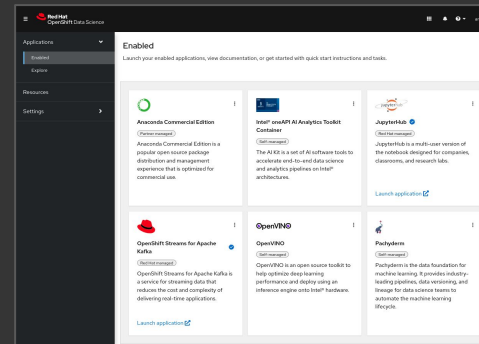 Red Hat
OpenShift Data Science
Applications
Enabled
Explore
Resources
Settings
Enabled
Launch your enabled applications, view documentation, or get started with quick start instructions and tasks.
Anaconda Commercial Edition
Partner managed
Anaconda Commercial Edition is a
popular open source package
distribution and management
experience that is optimized for
commercial use.
Intel® oneAPI AI Analytics Toolkit
Container
Self-managed
The AI Kit is a set of AI software tools to
accelerate end-to-end data science
and analytics pipelines on Intel®
architectures.
jupyterhub
JupyterHub
Red Hat managed
JupyterHub is a multi-user version of
the notebook designed for companies,
classrooms, and research labs.
Launch application
OpenShift Streams for Apache
Kafka
Red Hat managed
OpenShift Streams for Apache Kafka is
a service for streaming data that
reduces the cost and complexity of
delivering real-time applications.
Launch application
OpenVINO
OpenVINO
Self-managed
OpenVINO is an open source toolkit to
help optimize deep learning
performance and deploy using an
inference engine onto Intel® hardware.
Pachyderm
Self-managed
Pachyderm is the data foundation for
machine learning. It provides industry-
leading pipelines, data versioning, and
lineage for data science teams to
automate the machine learning
lifecycle.